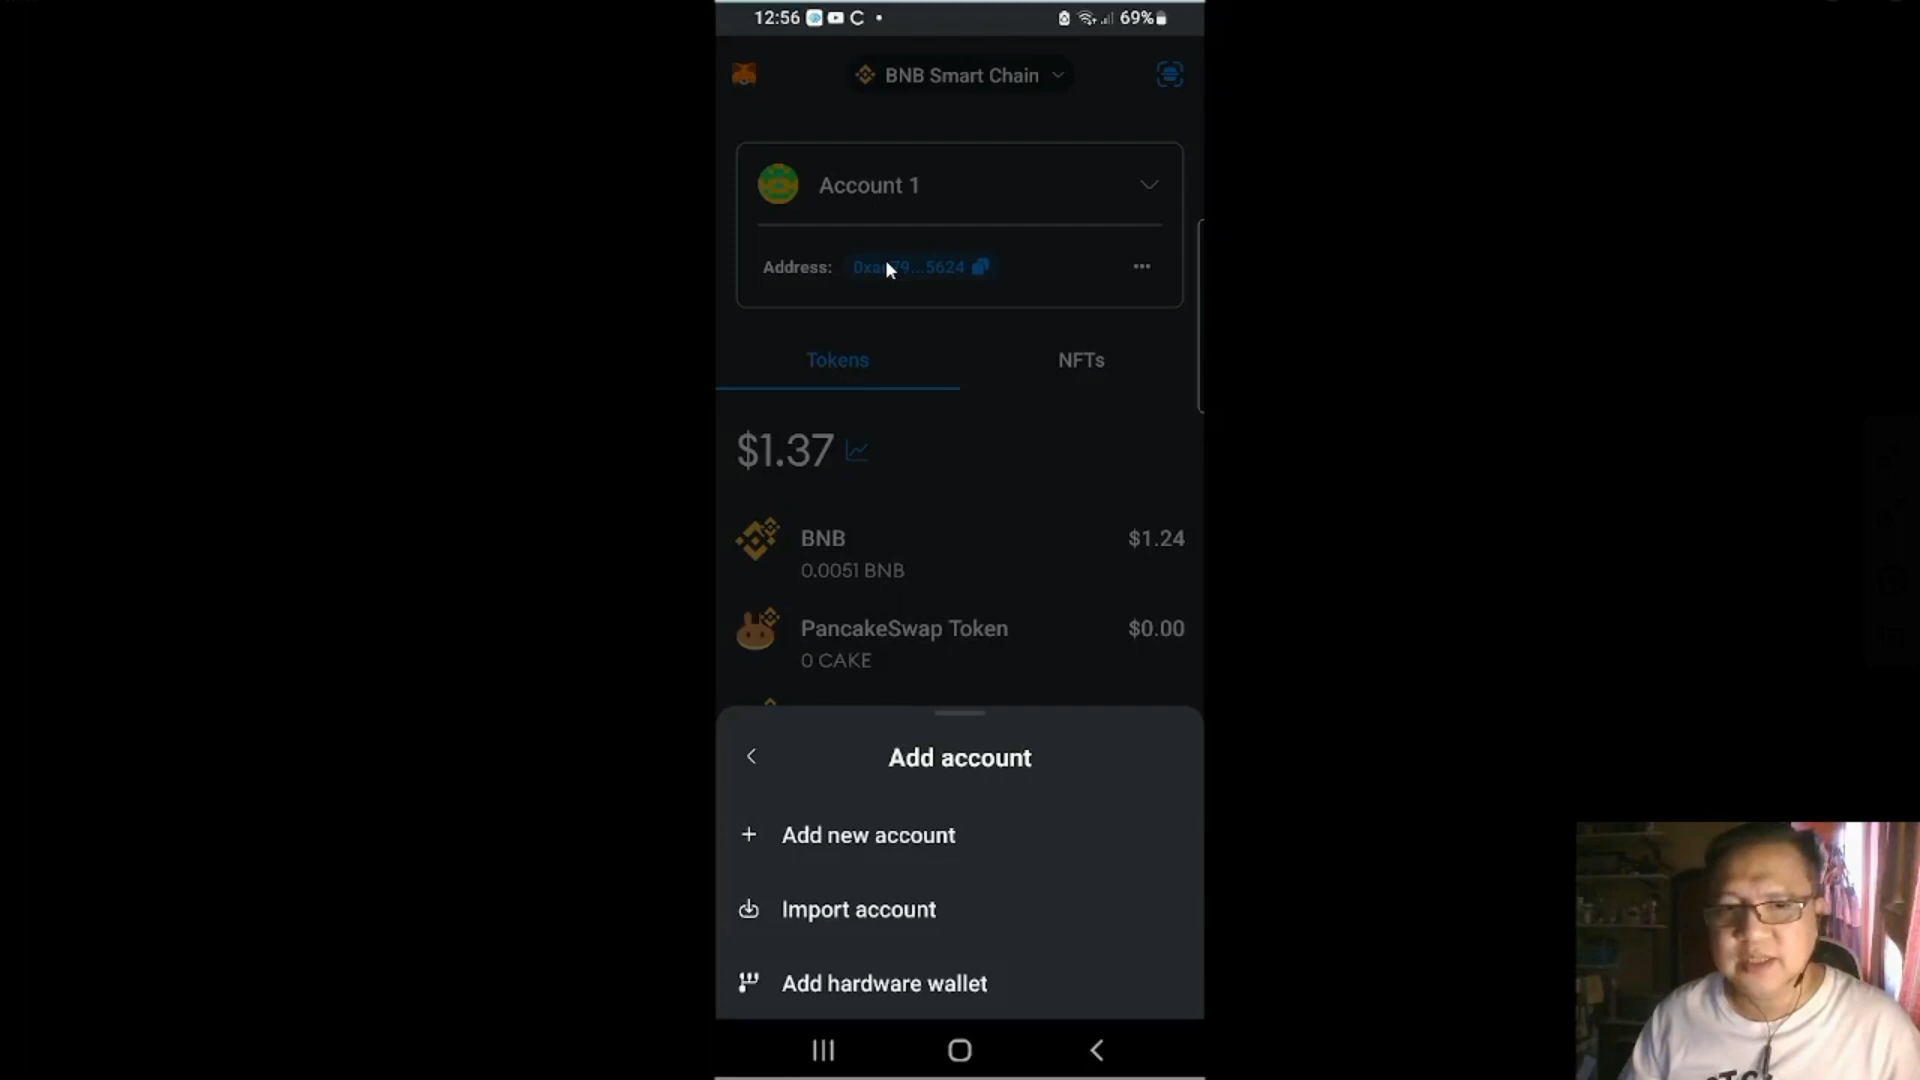 12:56
69%
BNB Smart Chain
Account 1
Address:
Tokens
NFTs
$1.37
BNB
$1.24
0.0051 BNB
PancakeSwap Token
$0.00
0 CAKE
Add account
Add new account
Import account
Add hardware wallet